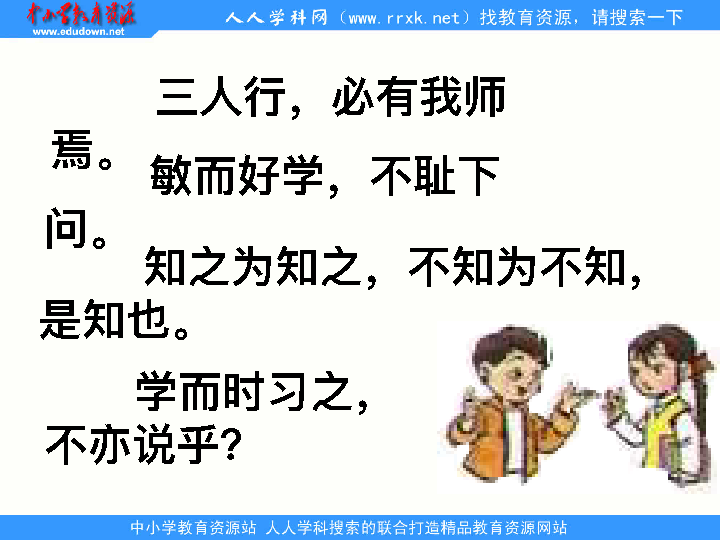 中小学教育资源
www.edudown.net
人人学科网（www.rrxk.net）找教育资源，请搜索一下
三人行，必有我师
焉。
敏而好学，不耻下
问。
知之为知之，不知为不知，
是知也。
学而时习之，
不亦说乎？
中小学教育资源站 人人学科搜索的联合打造精品教育资源网站